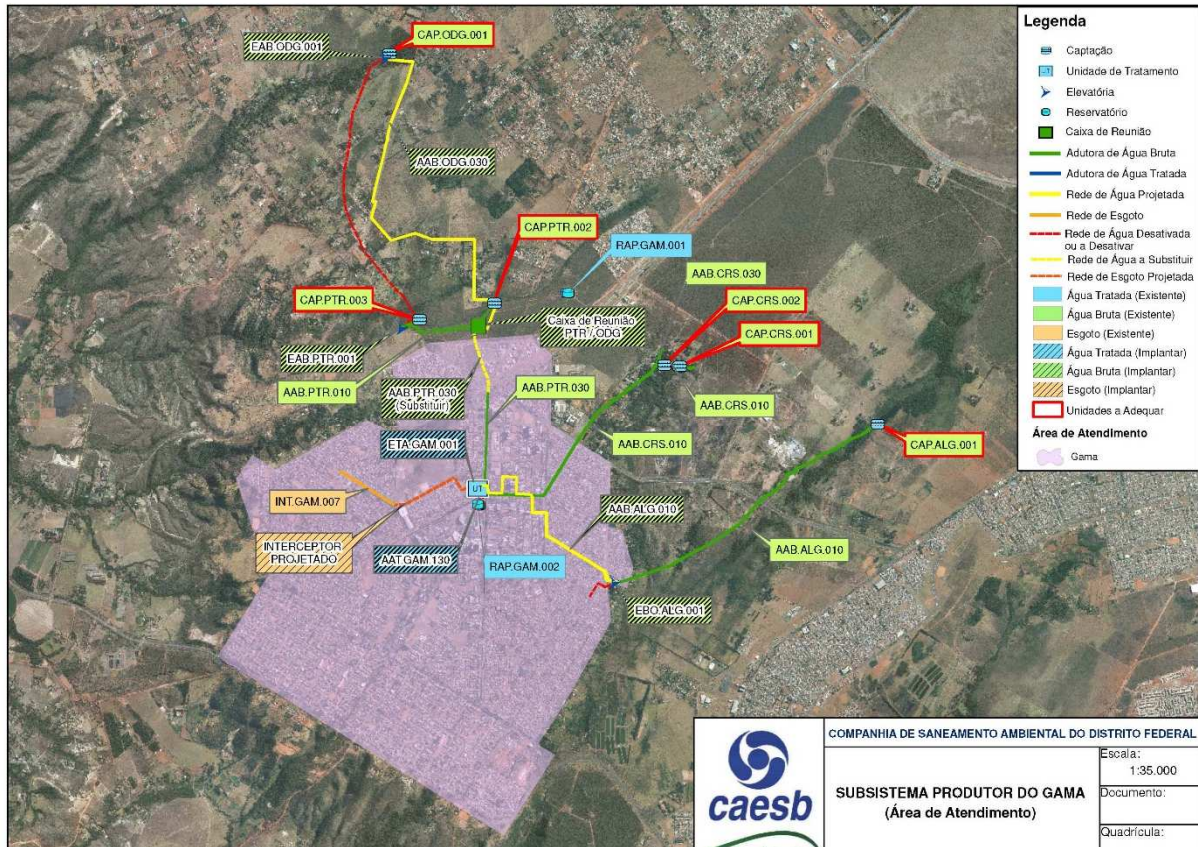 EAB.ODG.001
CAP.ODG.001
AAB.ODG.030
CAP.PTR.002
RAP.GAM.001
AAB.CRS.030
CAP.PTR.003
CAP.CRS.002
Caixa de Reunião
PTR / ODG
CAP.CRS.001
EAB.PTR.001
AAB.PTR.010
AAB.PTR.030
(Substituir)
AAB.PTR.030
AAB.CRS.010
AAB.CRS.010
ETA.GAM.001
CAP.ALG.001
UT
INT.GAM.007
AAB.ALG.010
INTERCEPTOR
PROJETADO
AAT.GAM.130
RAP.GAM.002
AAB.ALG.010
EBO.ALG.001
Legenda
Captação
UT
Unidade de Tratamento
Elevatória
Reservatório
Caixa de Reunião
Adutora de Água Bruta
Adutora de Água Tratada
Rede de Água Projetada
Rede de Esgoto
Rede de Água Desativada
ou a Desativar
Rede de Água a Substituir
Rede de Esgoto Projetada
Água Tratada (Existente)
Água Bruta (Existente)
Esgoto (Existente)
Água Tratada (Implantar)
Água Bruta (Implantar)
Esgoto (Implantar)
Unidades a Adequar
Área de Atendimento
Gama
caesb
COMPANHIA DE SANEAMENTO AMBIENTAL DO DISTRITO FEDERAL
SUBSISTEMA PRODUTOR DO GAMA
(Área de Atendimento)
Escala:
1:35.000
Documento:
Quadrícula: